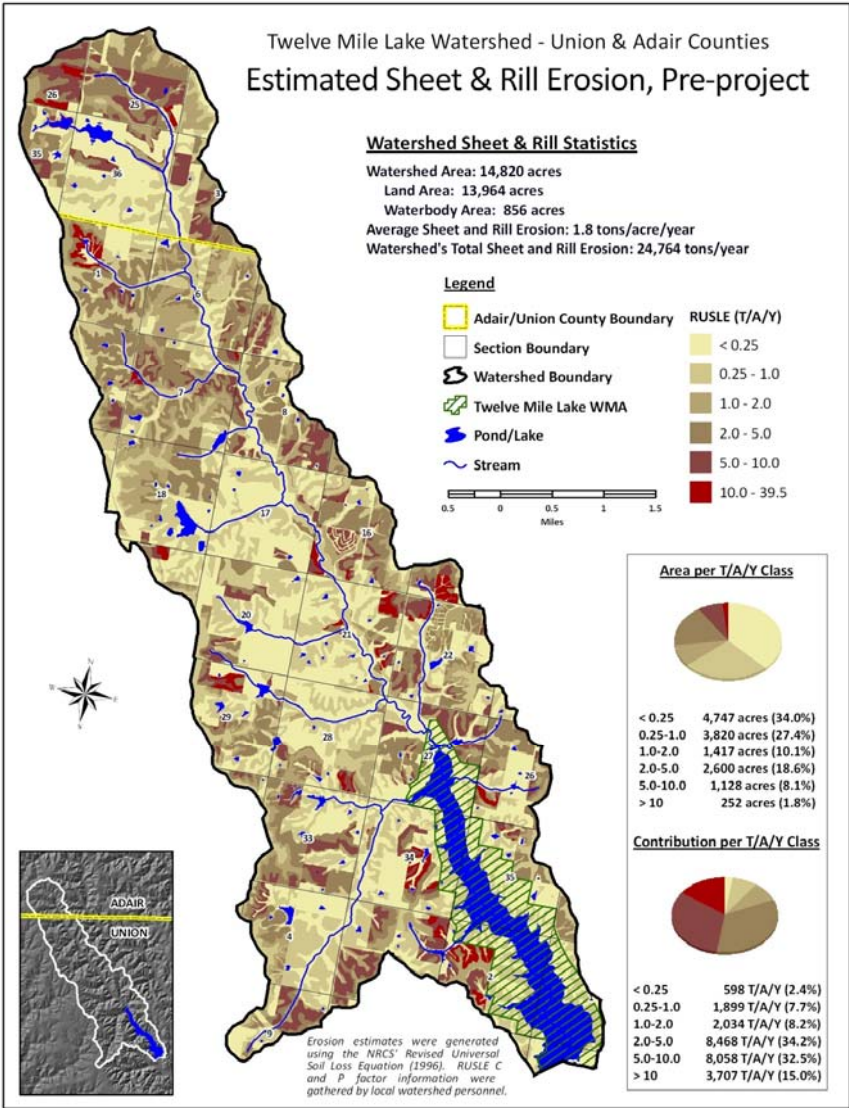 Twelve Mile Lake Watershed - Union & Adair Counties
Estimated Sheet & Rill Erosion, Pre-project
Watershed Sheet & Rill Statistics
Watershed Area: 14,820 acres
Land Area: 13,964 acres
Waterbody Area: 856 acres
Average Sheet and Rill Erosion: 1.8 tons/acre/year
Watershed's Total Sheet and Rill Erosion: 24,764 tons/year
Legend
Adair/Union County Boundary
Section Boundary
Watershed Boundary
Twelve Mile Lake WMA
Pond/Lake
Stream
RUSLE (T/A/Y)
< 0.25
0.25 - 1.0
1.0 - 2.0
2.0 - 5.0
5.0 - 10.0
10.0 - 39.5
0.5 0 0.5 1 1.5
Miles
26
25
35
36
3
1
6
7
8
18
17
16
20
21
22
29
28
27
26
33
34
35
4
2
1
9
N
W E
S
Area per T/A/Y Class
< 0.25 4,747 acres (34.0%)
0.25-1.0 3,820 acres (27.4%)
1.0-2.0 1,417 acres (10.1%)
2.0-5.0 2,600 acres (18.6%)
5.0-10.0 1,128 acres (8.1%)
> 10 252 acres (1.8%)
Contribution per T/A/Y Class
< 0.25 598 T/A/Y (2.4%)
0.25-1.0 1,899 T/A/Y (7.7%)
1.0-2.0 2,034 T/A/Y (8.2%)
2.0-5.0 8,468 T/A/Y (34.2%)
5.0-10.0 8,058 T/A/Y (32.5%)
> 10 3,707 T/A/Y (15.0%)
ADAIR
UNION
Erosion estimates were generated
using the NRCS' Revised Universal
Soil Loss Equation (1996). RUSLE C
and P factor information were
gathered by local watershed personnel.